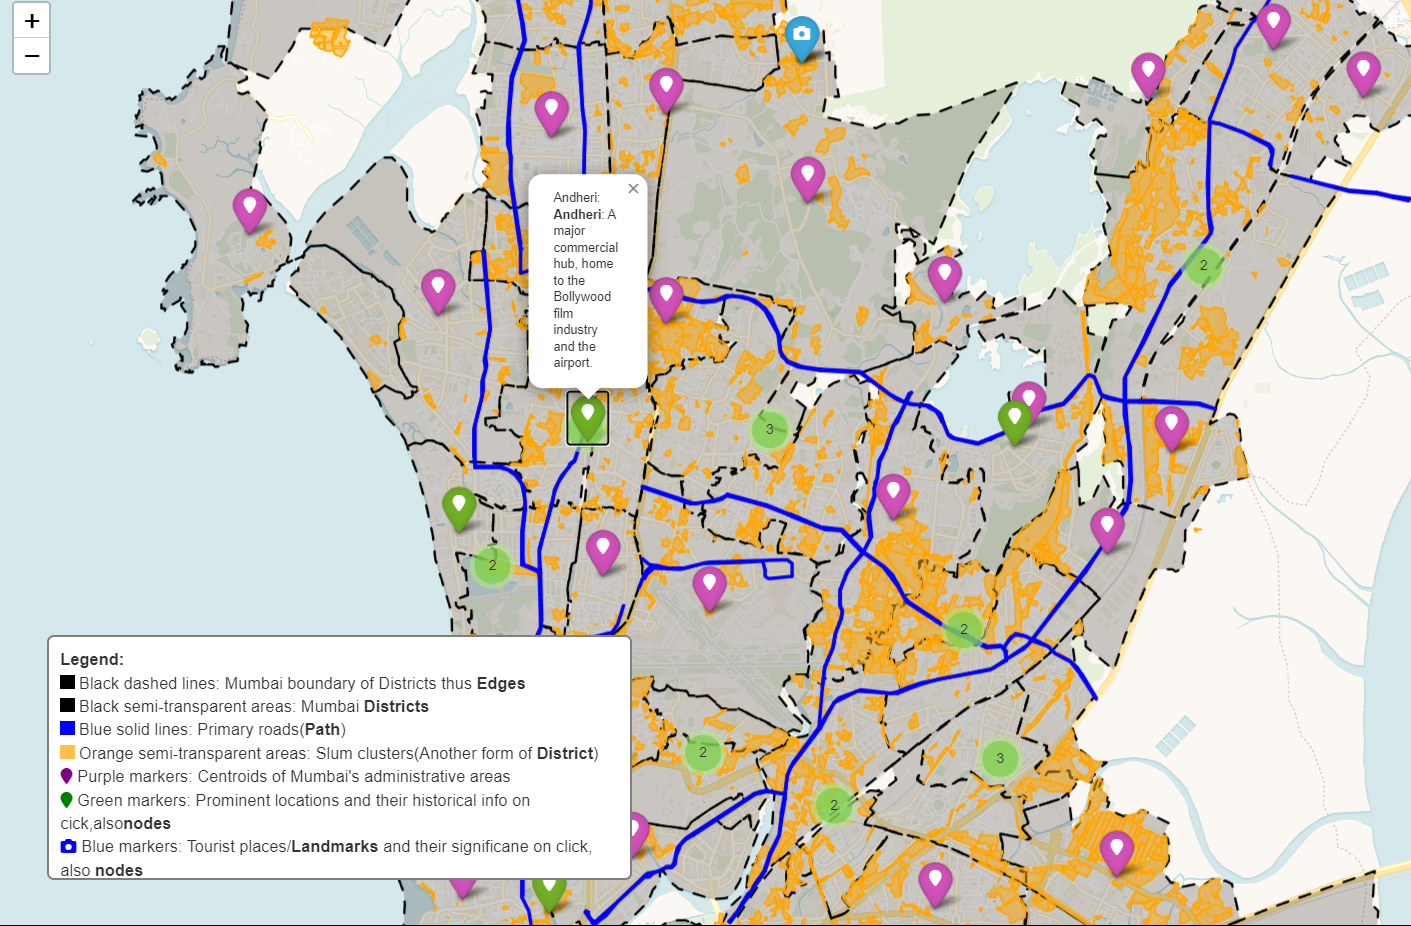 +
−
×
Andheri:
Andheri: A
major
commercial
hub, home
to the
Bollywood
film
industry
and the
airport.
2
3
2
2
2
3
2
Legend:
Black dashed lines: Mumbai boundary of Districts thus Edges
Black semi-transparent areas: Mumbai Districts
Blue solid lines: Primary roads(Path)
Orange semi-transparent areas: Slum clusters(Another form of District)
Purple markers: Centroids of Mumbai's administrative areas
Green markers: Prominent locations and their historical info on
cick,alsonodes
Blue markers: Tourist places/Landmarks and their significane on click,
also nodes